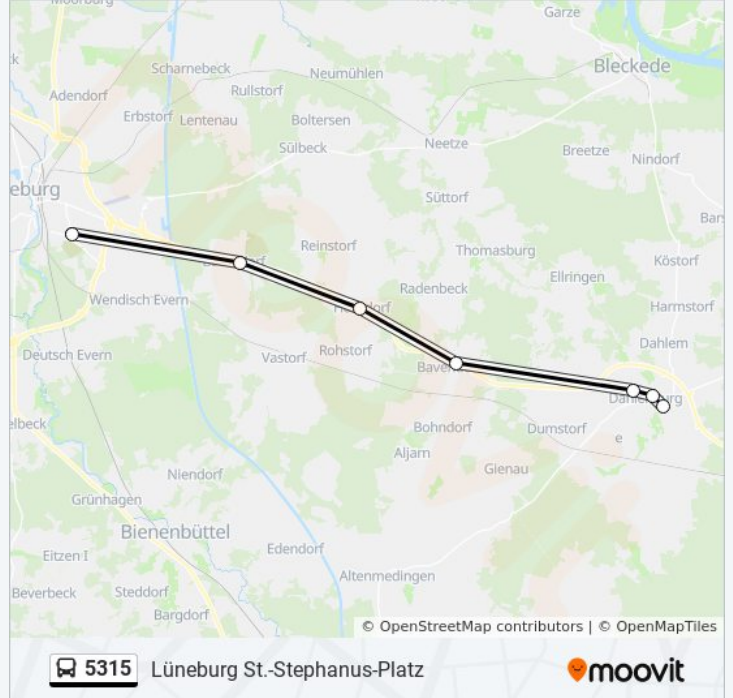 Moorburg
Garze
Bleckede
Scharnebeck
Neumühlen
Rullstorf
Adendorf
Erbstorf
Lentenau
Boltersen
Sülbeck
Neetze
Breetze
Nindorf
eburg
Süttorf
Bars
Reinstorf
Thomasburg
Köstorf
Ellringen
Wendisch Evern
Radenbeck
Harmstorf
Deutsch Evern
Vastorf
Rohstorf
Dahlem
elbeck
Bohndorf
Dumstorf
e
Aljarn
Gienau
Niendorf
Grünhagen
Bienenbüttel
Edendorf
Eitzen I
Altenmedingen
Beverbeck
Steddorf
Bargdorf
© OpenStreetMap contributors | © OpenMapTiles
5315 Lüneburg St.-Stephanus-Platz
moovit